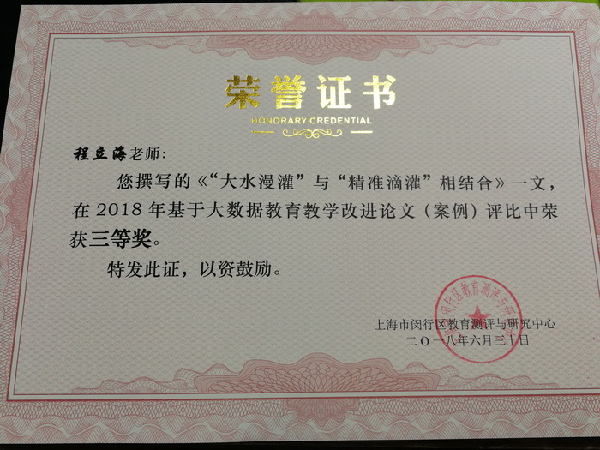 荣誉证书
HONORARY CREDENTIAL
程立海老师：
您撰写的《“大水漫灌”与“精准滴灌”相结合》一文，
在2018年基于大数据教育教学改进论文（案例）评比中荣
获三等奖。
特发此证，以资鼓励。
上海市闵行区教育测评与研究中心
二〇一八年六月三十日